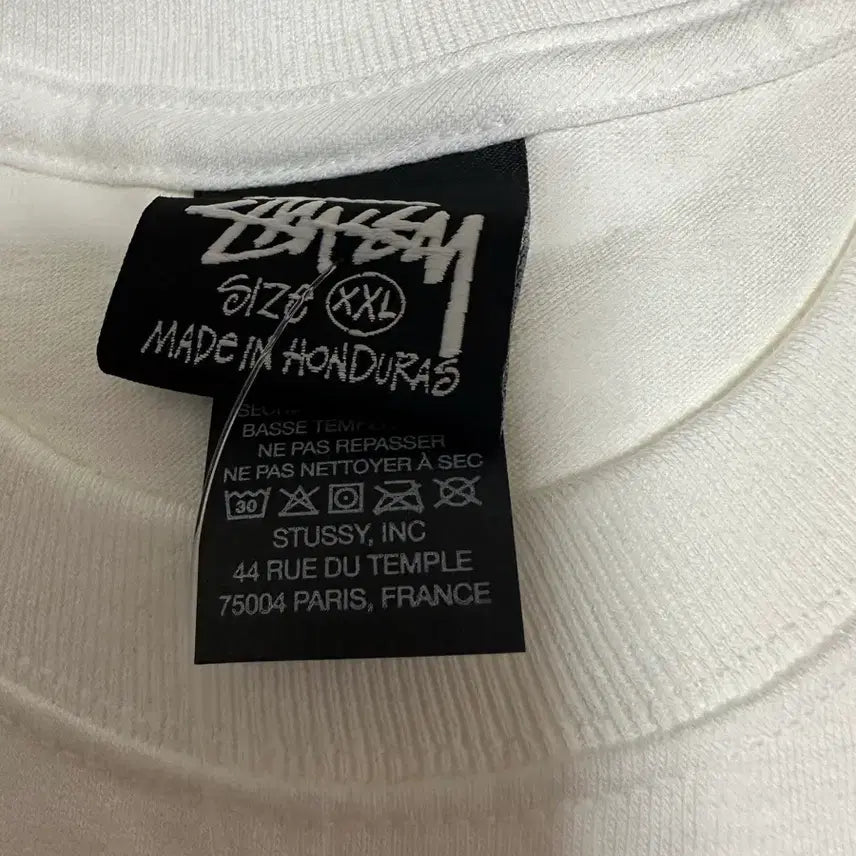 STUSSY
SIZE XXL
MADE IN HONDURAS
BASSE
NE PAS REPASSER
NE PAS NETTOYER À SEC
30
STUSSY, INC
44 RUE DU TEMPLE
75004 PARIS, FRANCE